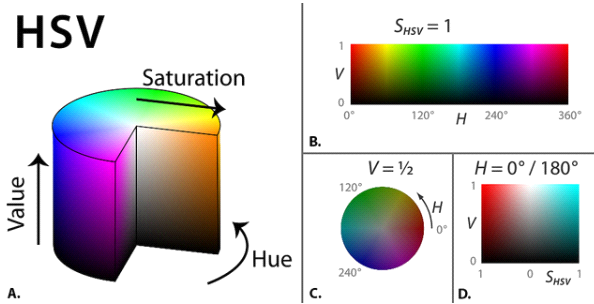 HSV
Saturation
Value
Hue
A.
S_HSV = 1
1
V
0
0° 120° H 240° 360°
B.
V = ½
120°
H
0°
240°
C.
H = 0° / 180°
1
V
0
1 0 S_HSV 1
D.